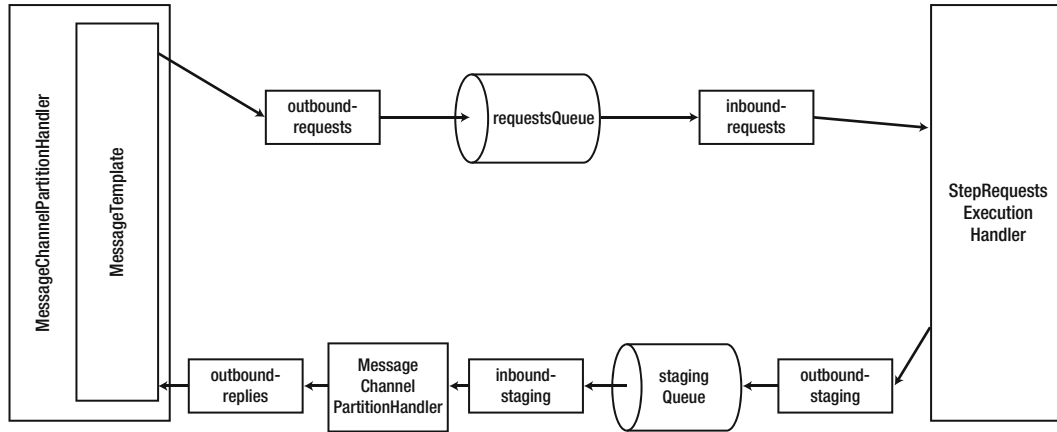 MessageChannelPartitionHandler
MessageTemplate
outbound-
requests
requestsQueue
inbound-
requests
StepRequests
Execution
Handler
outbound-
replies
Message
Channel
PartitionHandler
inbound-
staging
staging
Queue
outbound-
staging